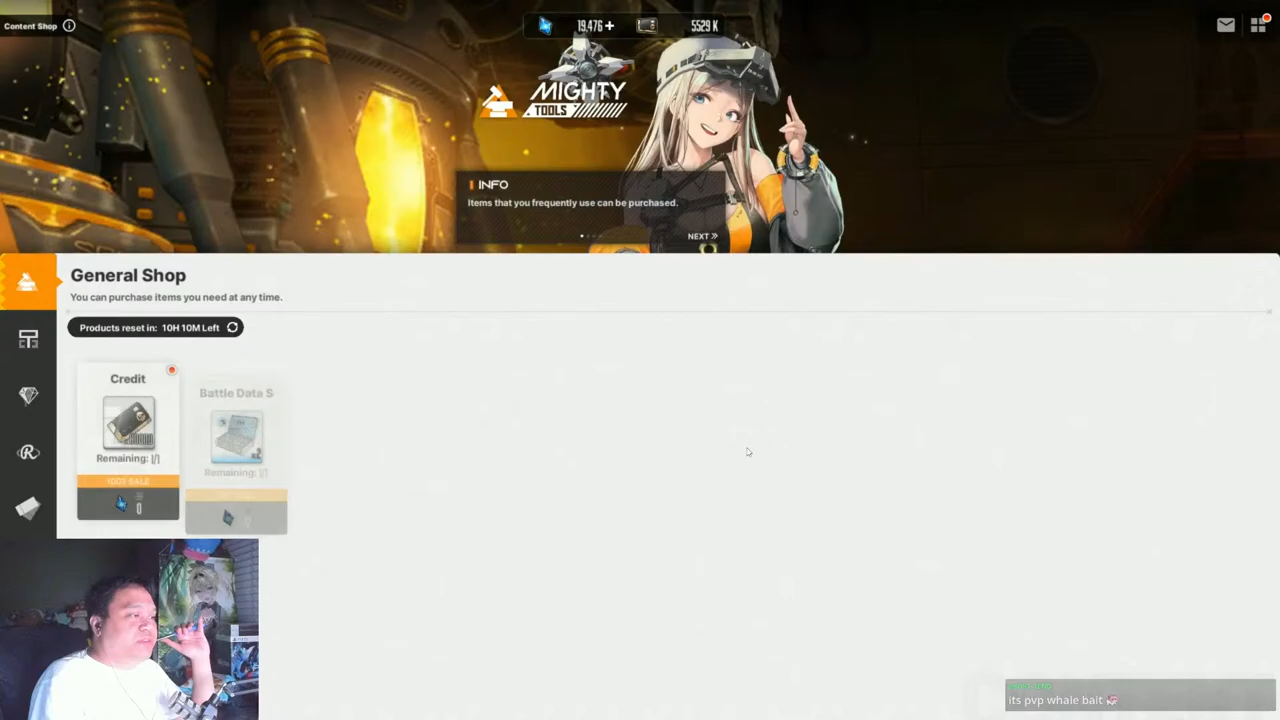 Content Shop
19,476 +
5529 K
MIGHTY
TOOLS
INFO
Items that you frequently use can be purchased.
NEXT
General Shop
You can purchase items you need at any time.
Products reset in: 10H 10M Left
Credit
Battle Data S
Remaining: 1/1
Remaining: 1/1
100% SALE
0
its pvp whale bait